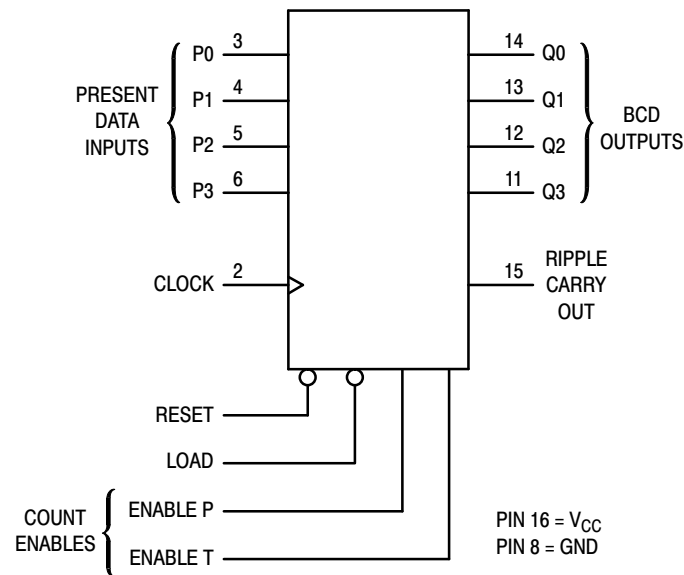 P0 3
P1 4
P2 5
P3 6
PRESENT
DATA
INPUTS
14 Q0
13 Q1
12 Q2
11 Q3
BCD
OUTPUTS
CLOCK 2
15
RIPPLE
CARRY
OUT
RESET
LOAD
COUNT
ENABLES
ENABLE P
ENABLE T
PIN 16 = VCC
PIN 8 = GND